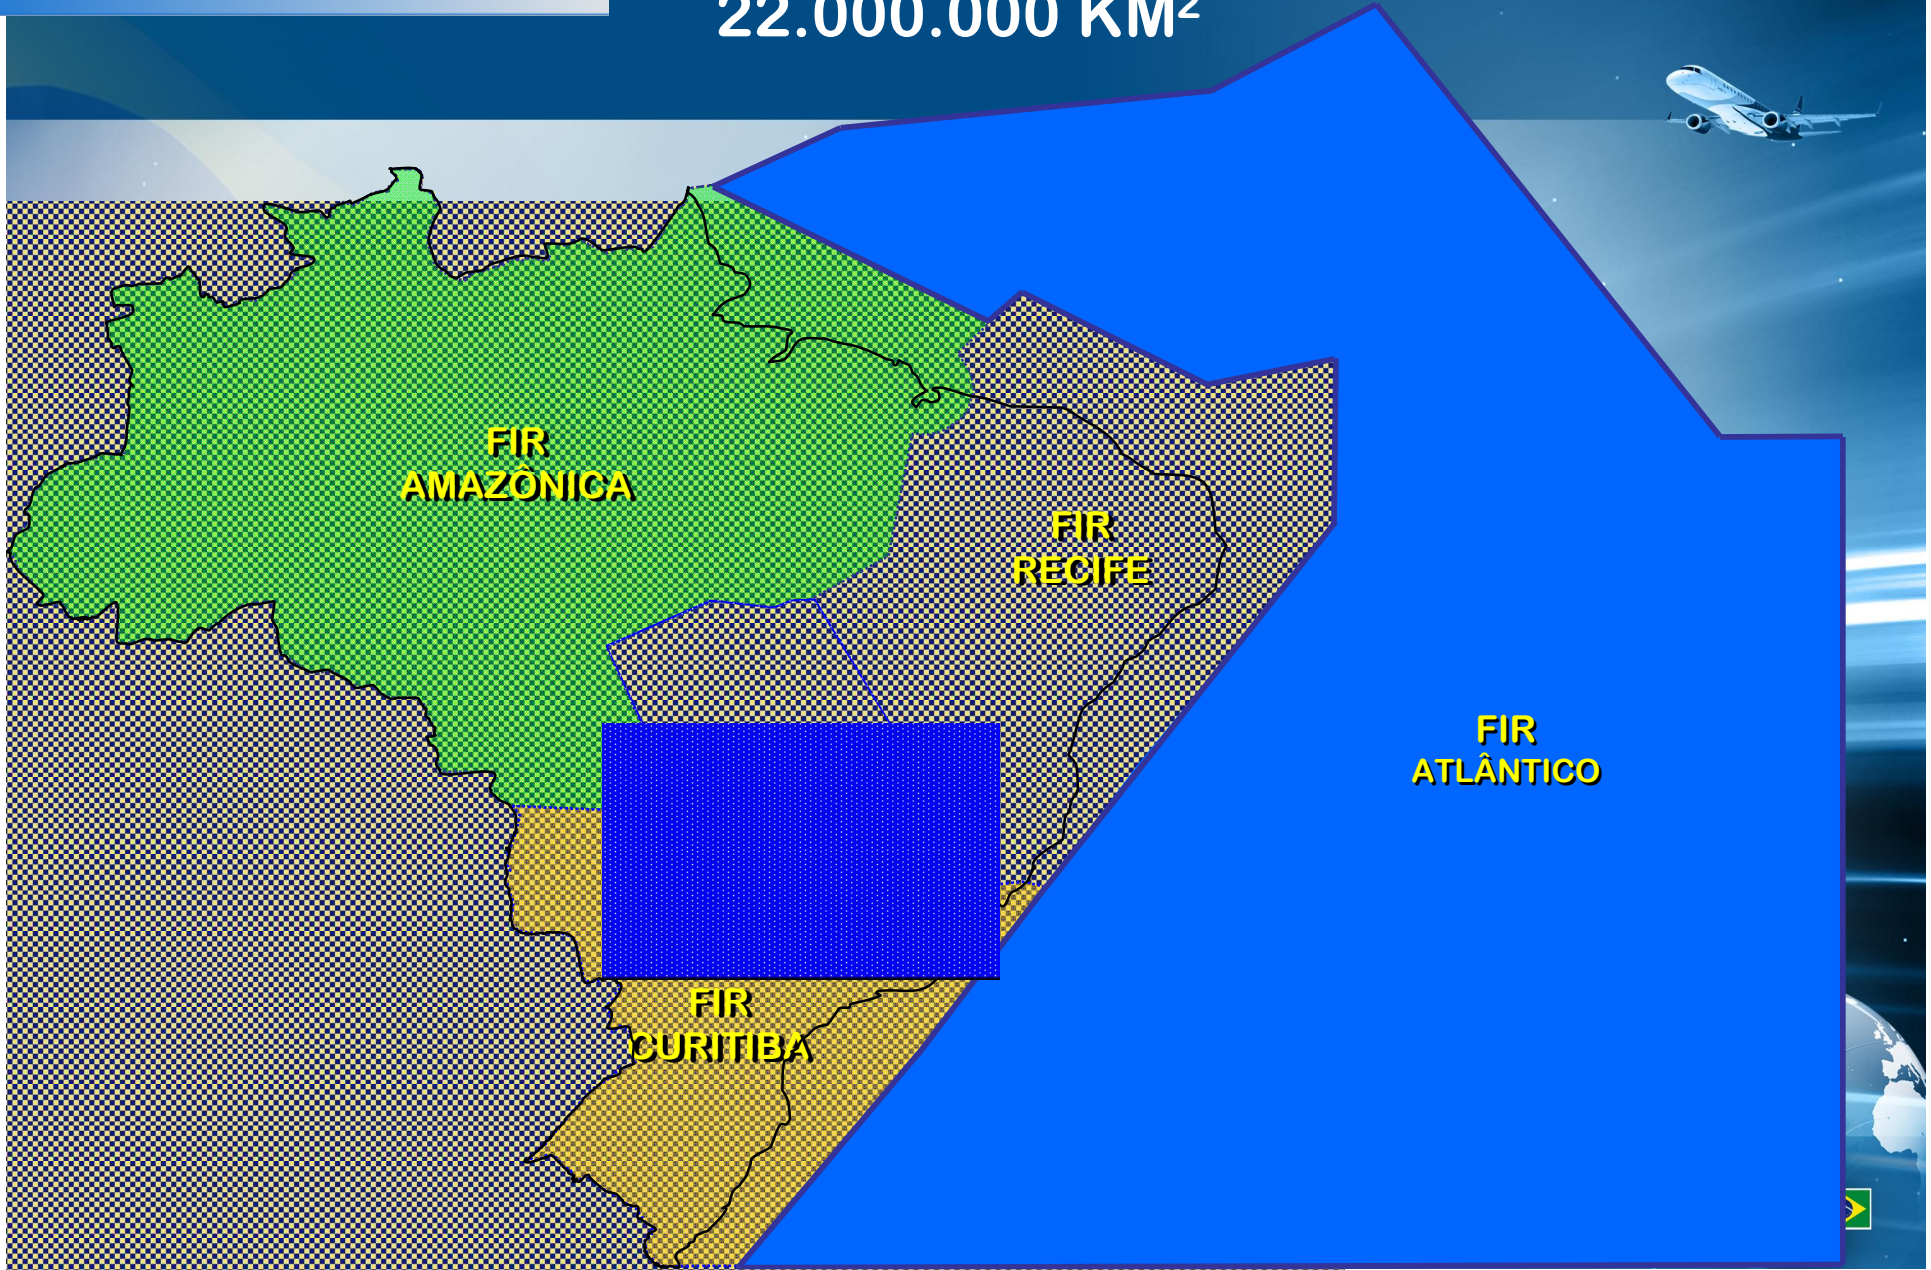 22.000.000 KM²
FIR
AMAZÔNICA
FIR
RECIFE
FIR
ATLÂNTICO
FIR
CURITIBA